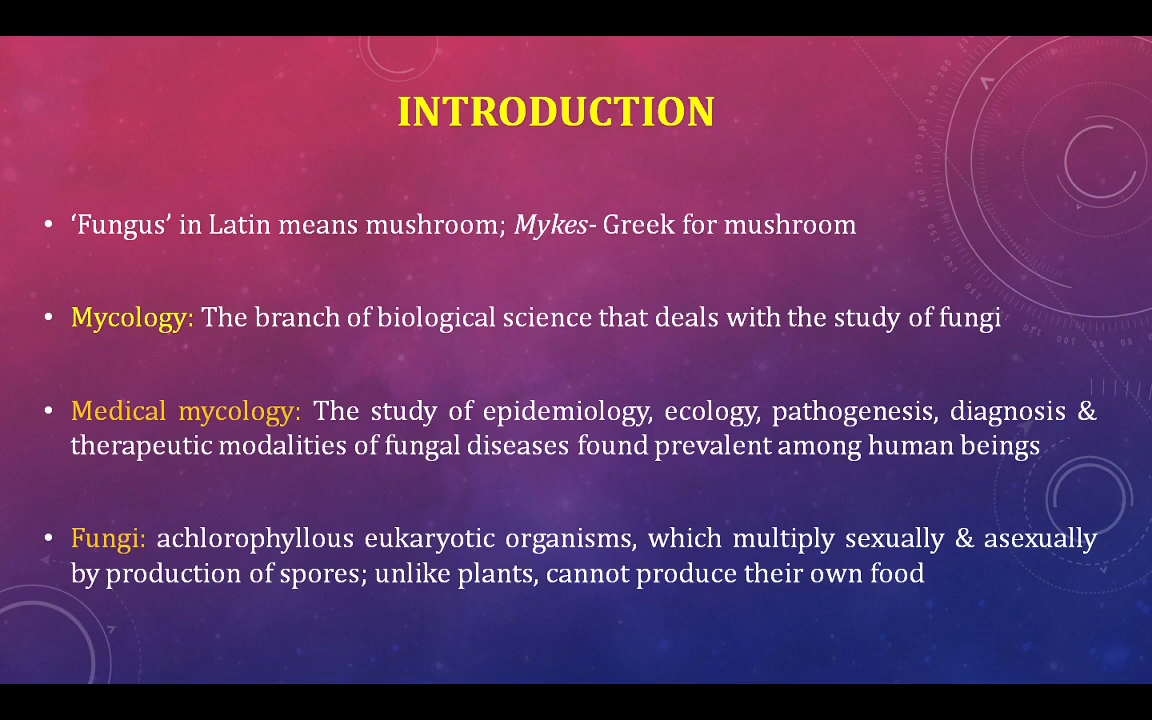 INTRODUCTION
• ‘Fungus’ in Latin means mushroom; Mykes- Greek for mushroom
• Mycology: The branch of biological science that deals with the study of fungi
• Medical mycology: The study of epidemiology, ecology, pathogenesis, diagnosis &
therapeutic modalities of fungal diseases found prevalent among human beings
• Fungi: achlorophyllous eukaryotic organisms, which multiply sexually & asexually
by production of spores; unlike plants, cannot produce their own food